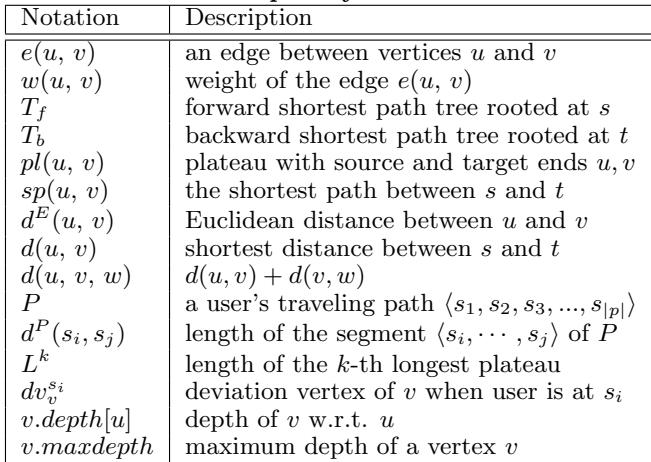 Notation Description
e(u, v) an edge between vertices u and v
w(u, v) weight of the edge e(u, v)
T_f forward shortest path tree rooted at s
T_b backward shortest path tree rooted at t
pl(u, v) plateau with source and target ends u, v
sp(u, v) the shortest path between s and t
d^E(u, v) Euclidean distance between u and v
d(u, v) shortest distance between s and t
d(u, v, w) d(u, v) + d(v, w)
P a user's traveling path ⟨s_1, s_2, s_3, ..., s_{|p|}⟩
d^P(s_i, s_j) length of the segment ⟨s_i, ⋯ , s_j⟩ of P
L^k length of the k-th longest plateau
dv_v^{s_i} deviation vertex of v when user is at s_i
v.depth[u] depth of v w.r.t. u
v.maxdepth maximum depth of a vertex v